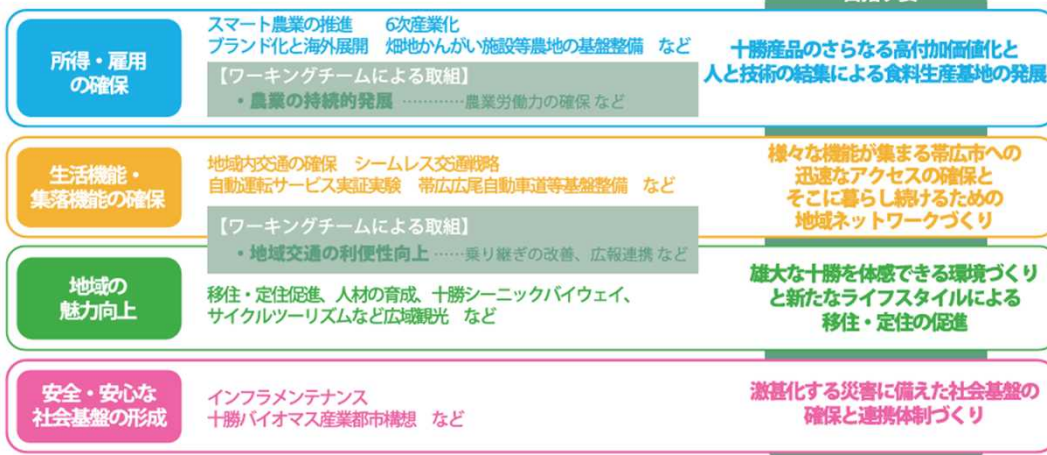 所得・雇用
の確保
スマート農業の推進　6次産業化
ブランド化と海外展開　畑地かんがい施設等農地の基盤整備　など
【ワーキングチームによる取組】
・農業の持続的発展 …………農業労働力の確保 など
十勝産品のさらなる高付加価値化と
人と技術の結集による食料生産基地の発展
生活機能・
集落機能の確保
地域内交通の確保　シームレス交通戦略
自動運転サービス実証実験　帯広広尾自動車道等基盤整備　など
【ワーキングチームによる取組】
・地域交通の利便性向上 ……乗り継ぎの改善、広報連携 など
様々な機能が集まる帯広市への
迅速なアクセスの確保と
そこに暮らし続けるための
地域ネットワークづくり
地域の
魅力向上
移住・定住促進、人材の育成、十勝シーニックバイウェイ、
サイクルツーリズムなど広域観光　など
雄大な十勝を体感できる環境づくり
と新たなライフスタイルによる
移住・定住の促進
安全・安心な
社会基盤の形成
インフラメンテナンス
十勝バイオマス産業都市構想　など
激甚化する災害に備えた社会基盤の
確保と連携体制づくり